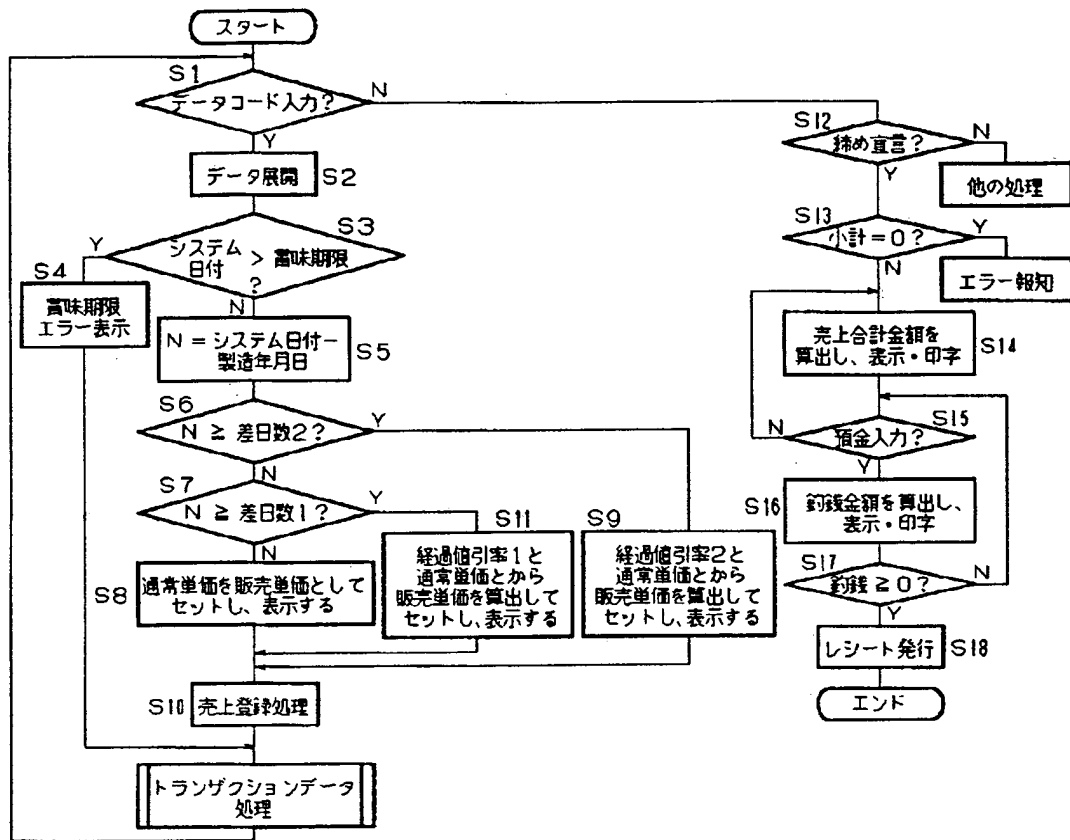 スタート
S1
データコード入力?
N
Y
データ展開
S2
S3
システム
日付 > 賞味期限
?
Y
N
S4
賞味期限
エラー表示
N=システム日付−
製造年月日
S5
S6
N ≧ 差日数2?
Y
N
S7
N ≧ 差日数1?
Y
N
S8
通常単価を販売単価として
セットし、表示する
S11
経過値引率1と
通常単価とから
販売単価を算出して
セットし、表示する
S9
経過値引率2と
通常単価とから
販売単価を算出して
セットし、表示する
S10
売上登録処理
トランザクションデータ
処理
S12
締め宣言?
N
Y
他の処理
S13
小計=0?
Y
N
エラー報知
売上合計金額を
算出し、表示・印字
S14
S15
預金入力?
N
Y
S16
釣銭金額を算出し、
表示・印字
S17
釣銭≧0?
N
Y
レシート発行
S18
エンド